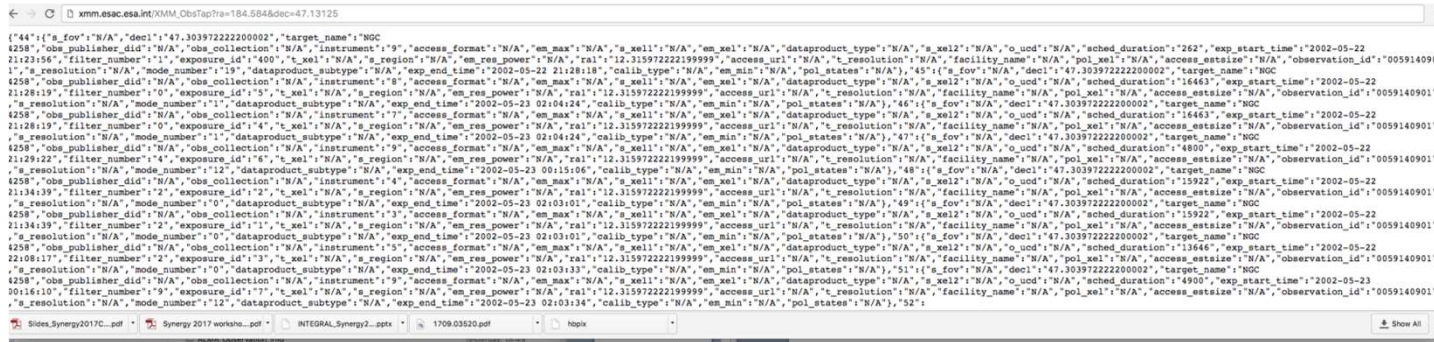 xmm.esac.esa.int/XMM_ObsTap?ra=184.584&dec=47.13125
{"44":{"s_fov":"N/A","decl":"47.303972222200002","target_name":"NGC
4258","obs_publisher_did":"N/A","obs_collection":"N/A","instrument":"9","access_format":"N/A","em_max":"N/A","s_xel1":"N/A","em_xel":"N/A","dataproduct_type":"N/A","s_xel2":"N/A","o_ucd":"N/A","sched_duration":"262","exp_start_time":"2002-05-22
21:23:56","filter_number":"1","exposure_id":"400","t_xel":"N/A","s_region":"N/A","em_res_power":"N/A","ral":"12.315972222199999","access_url":"N/A","t_resolution":"N/A","facility_name":"N/A","pol_xel":"N/A","access_estsize":"N/A","observation_id":"005914090
1","s_resolution":"N/A","mode_number":"19","dataproduct_subtype":"N/A","exp_end_time":"2002-05-22 21:28:18","calib_type":"N/A","em_min":"N/A","pol_states":"N/A"},"45":{"s_fov":"N/A","decl":"47.303972222200002","target_name":"NGC
4258","obs_publisher_did":"N/A","obs_collection":"N/A","instrument":"8","access_format":"N/A","em_max":"N/A","s_xel1":"N/A","em_xel":"N/A","dataproduct_type":"N/A","s_xel2":"N/A","o_ucd":"N/A","sched_duration":"16463","exp_start_time":"2002-05-22
21:28:19","filter_number":"0","exposure_id":"5","t_xel":"N/A","s_region":"N/A","em_res_power":"N/A","ral":"12.315972222199999","access_url":"N/A","t_resolution":"N/A","facility_name":"N/A","pol_xel":"N/A","access_estsize":"N/A","observation_id":"0059140901"
,"s_resolution":"N/A","mode_number":"1","dataproduct_subtype":"N/A","exp_end_time":"2002-05-23 02:04:24","calib_type":"N/A","em_min":"N/A","pol_states":"N/A"},"46":{"s_fov":"N/A","decl":"47.303972222200002","target_name":"NGC
4258","obs_publisher_did":"N/A","obs_collection":"N/A","instrument":"7","access_format":"N/A","em_max":"N/A","s_xel1":"N/A","em_xel":"N/A","dataproduct_type":"N/A","s_xel2":"N/A","o_ucd":"N/A","sched_duration":"16463","exp_start_time":"2002-05-22
21:28:19","filter_number":"0","exposure_id":"4","t_xel":"N/A","s_region":"N/A","em_res_power":"N/A","ral":"12.315972222199999","access_url":"N/A","t_resolution":"N/A","facility_name":"N/A","pol_xel":"N/A","access_estsize":"N/A","observation_id":"0059140901"
,"s_resolution":"N/A","mode_number":"1","dataproduct_subtype":"N/A","exp_end_time":"2002-05-23 02:04:24","calib_type":"N/A","em_min":"N/A","pol_states":"N/A"},"47":{"s_fov":"N/A","decl":"47.303972222200002","target_name":"NGC
4258","obs_publisher_did":"N/A","obs_collection":"N/A","instrument":"9","access_format":"N/A","em_max":"N/A","s_xel1":"N/A","em_xel":"N/A","dataproduct_type":"N/A","s_xel2":"N/A","o_ucd":"N/A","sched_duration":"4800","exp_start_time":"2002-05-22
21:29:22","filter_number":"4","exposure_id":"6","t_xel":"N/A","s_region":"N/A","em_res_power":"N/A","ral":"12.315972222199999","access_url":"N/A","t_resolution":"N/A","facility_name":"N/A","pol_xel":"N/A","access_estsize":"N/A","observation_id":"0059140901"
,"s_resolution":"N/A","mode_number":"12","dataproduct_subtype":"N/A","exp_end_time":"2002-05-23 00:15:06","calib_type":"N/A","em_min":"N/A","pol_states":"N/A"},"48":{"s_fov":"N/A","decl":"47.303972222200002","target_name":"NGC
4258","obs_publisher_did":"N/A","obs_collection":"N/A","instrument":"4","access_format":"N/A","em_max":"N/A","s_xel1":"N/A","em_xel":"N/A","dataproduct_type":"N/A","s_xel2":"N/A","o_ucd":"N/A","sched_duration":"15922","exp_start_time":"2002-05-22
21:34:39","filter_number":"2","exposure_id":"2","t_xel":"N/A","s_region":"N/A","em_res_power":"N/A","ral":"12.315972222199999","access_url":"N/A","t_resolution":"N/A","facility_name":"N/A","pol_xel":"N/A","access_estsize":"N/A","observation_id":"0059140901"
,"s_resolution":"N/A","mode_number":"0","dataproduct_subtype":"N/A","exp_end_time":"2002-05-23 02:03:01","calib_type":"N/A","em_min":"N/A","pol_states":"N/A"},"49":{"s_fov":"N/A","decl":"47.303972222200002","target_name":"NGC
4258","obs_publisher_did":"N/A","obs_collection":"N/A","instrument":"3","access_format":"N/A","em_max":"N/A","s_xel1":"N/A","em_xel":"N/A","dataproduct_type":"N/A","s_xel2":"N/A","o_ucd":"N/A","sched_duration":"15922","exp_start_time":"2002-05-22
21:34:39","filter_number":"2","exposure_id":"1","t_xel":"N/A","s_region":"N/A","em_res_power":"N/A","ral":"12.315972222199999","access_url":"N/A","t_resolution":"N/A","facility_name":"N/A","pol_xel":"N/A","access_estsize":"N/A","observation_id":"0059140901"
,"s_resolution":"N/A","mode_number":"0","dataproduct_subtype":"N/A","exp_end_time":"2002-05-23 02:03:01","calib_type":"N/A","em_min":"N/A","pol_states":"N/A"},"50":{"s_fov":"N/A","decl":"47.303972222200002","target_name":"NGC
4258","obs_publisher_did":"N/A","obs_collection":"N/A","instrument":"5","access_format":"N/A","em_max":"N/A","s_xel1":"N/A","em_xel":"N/A","dataproduct_type":"N/A","s_xel2":"N/A","o_ucd":"N/A","sched_duration":"13646","exp_start_time":"2002-05-22
22:08:17","filter_number":"2","exposure_id":"3","t_xel":"N/A","s_region":"N/A","em_res_power":"N/A","ral":"12.315972222199999","access_url":"N/A","t_resolution":"N/A","facility_name":"N/A","pol_xel":"N/A","access_estsize":"N/A","observation_id":"0059140901"
,"s_resolution":"N/A","mode_number":"0","dataproduct_subtype":"N/A","exp_end_time":"2002-05-23 02:03:33","calib_type":"N/A","em_min":"N/A","pol_states":"N/A"},"51":{"s_fov":"N/A","decl":"47.303972222200002","target_name":"NGC
4258","obs_publisher_did":"N/A","obs_collection":"N/A","instrument":"9","access_format":"N/A","em_max":"N/A","s_xel1":"N/A","em_xel":"N/A","dataproduct_type":"N/A","s_xel2":"N/A","o_ucd":"N/A","sched_duration":"4900","exp_start_time":"2002-05-23
00:16:10","filter_number":"9","exposure_id":"7","t_xel":"N/A","s_region":"N/A","em_res_power":"N/A","ral":"12.315972222199999","access_url":"N/A","t_resolution":"N/A","facility_name":"N/A","pol_xel":"N/A","access_estsize":"N/A","observation_id":"0059140901"
,"s_resolution":"N/A","mode_number":"12","dataproduct_subtype":"N/A","exp_end_time":"2002-05-23 02:03:34","calib_type":"N/A","em_min":"N/A","pol_states":"N/A"},"52":
Slides_Synergy2017C....pdf Synergy 2017 worksho....pdf INTEGRAL_Synergy2....pptx 1709.03520.pdf hbpix Show All